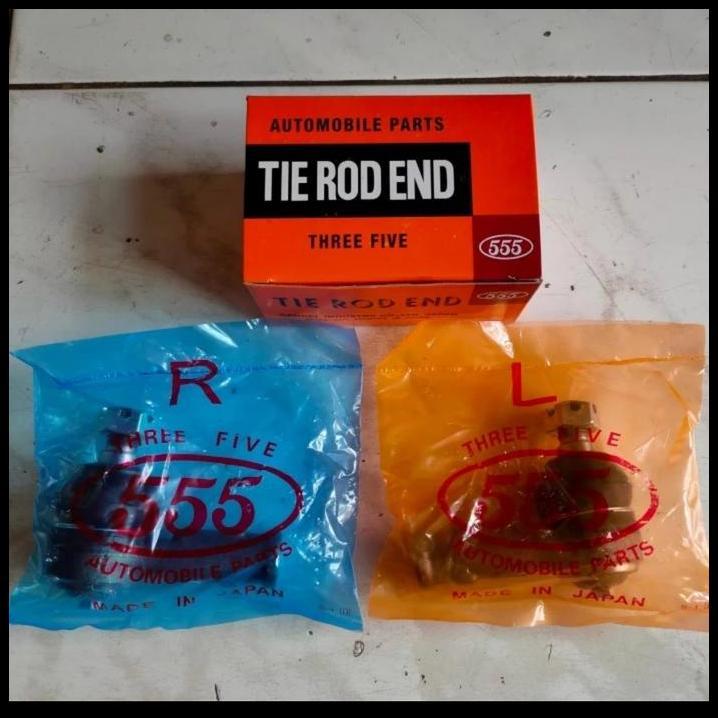 AUTOMOBILE PARTS
TIE ROD END
THREE FIVE
555
TIE ROD END
555
R
THREE FIVE
555
AUTOMOBILE PARTS
MADE IN JAPAN
L
THREE FIVE
555
AUTOMOBILE PARTS
MADE IN JAPAN